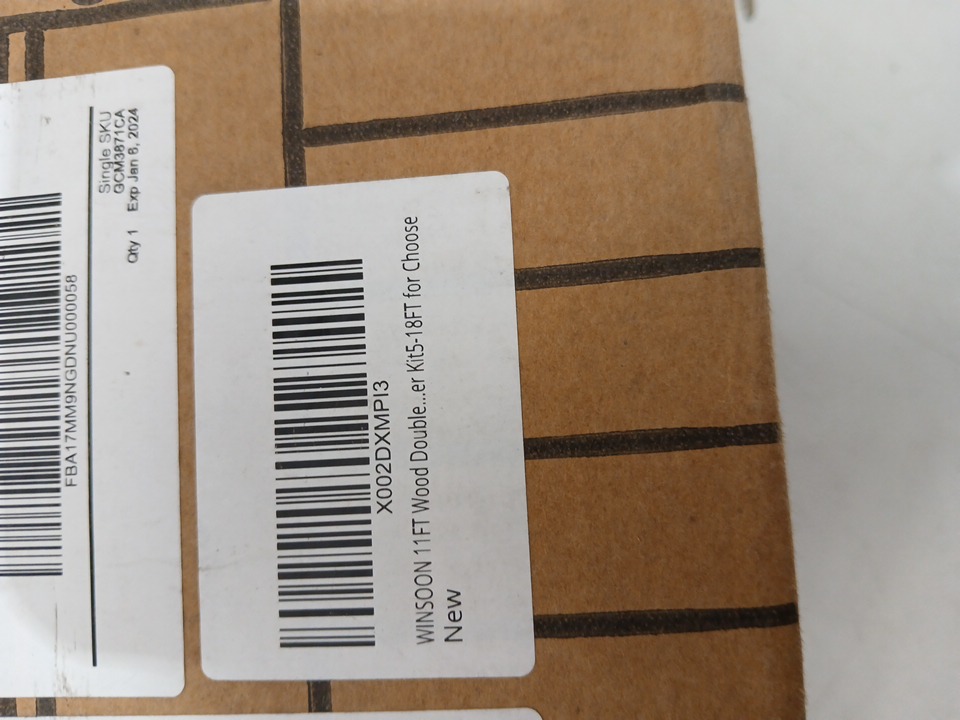 FBA17MM9NGDNU000058
Single SKU
GCM3871CA
Qty 1 Exp Jan 6, 2024
X002DXMPI3
WINSOON 11FT Wood Double...er Kit5-18FT for Choose
New